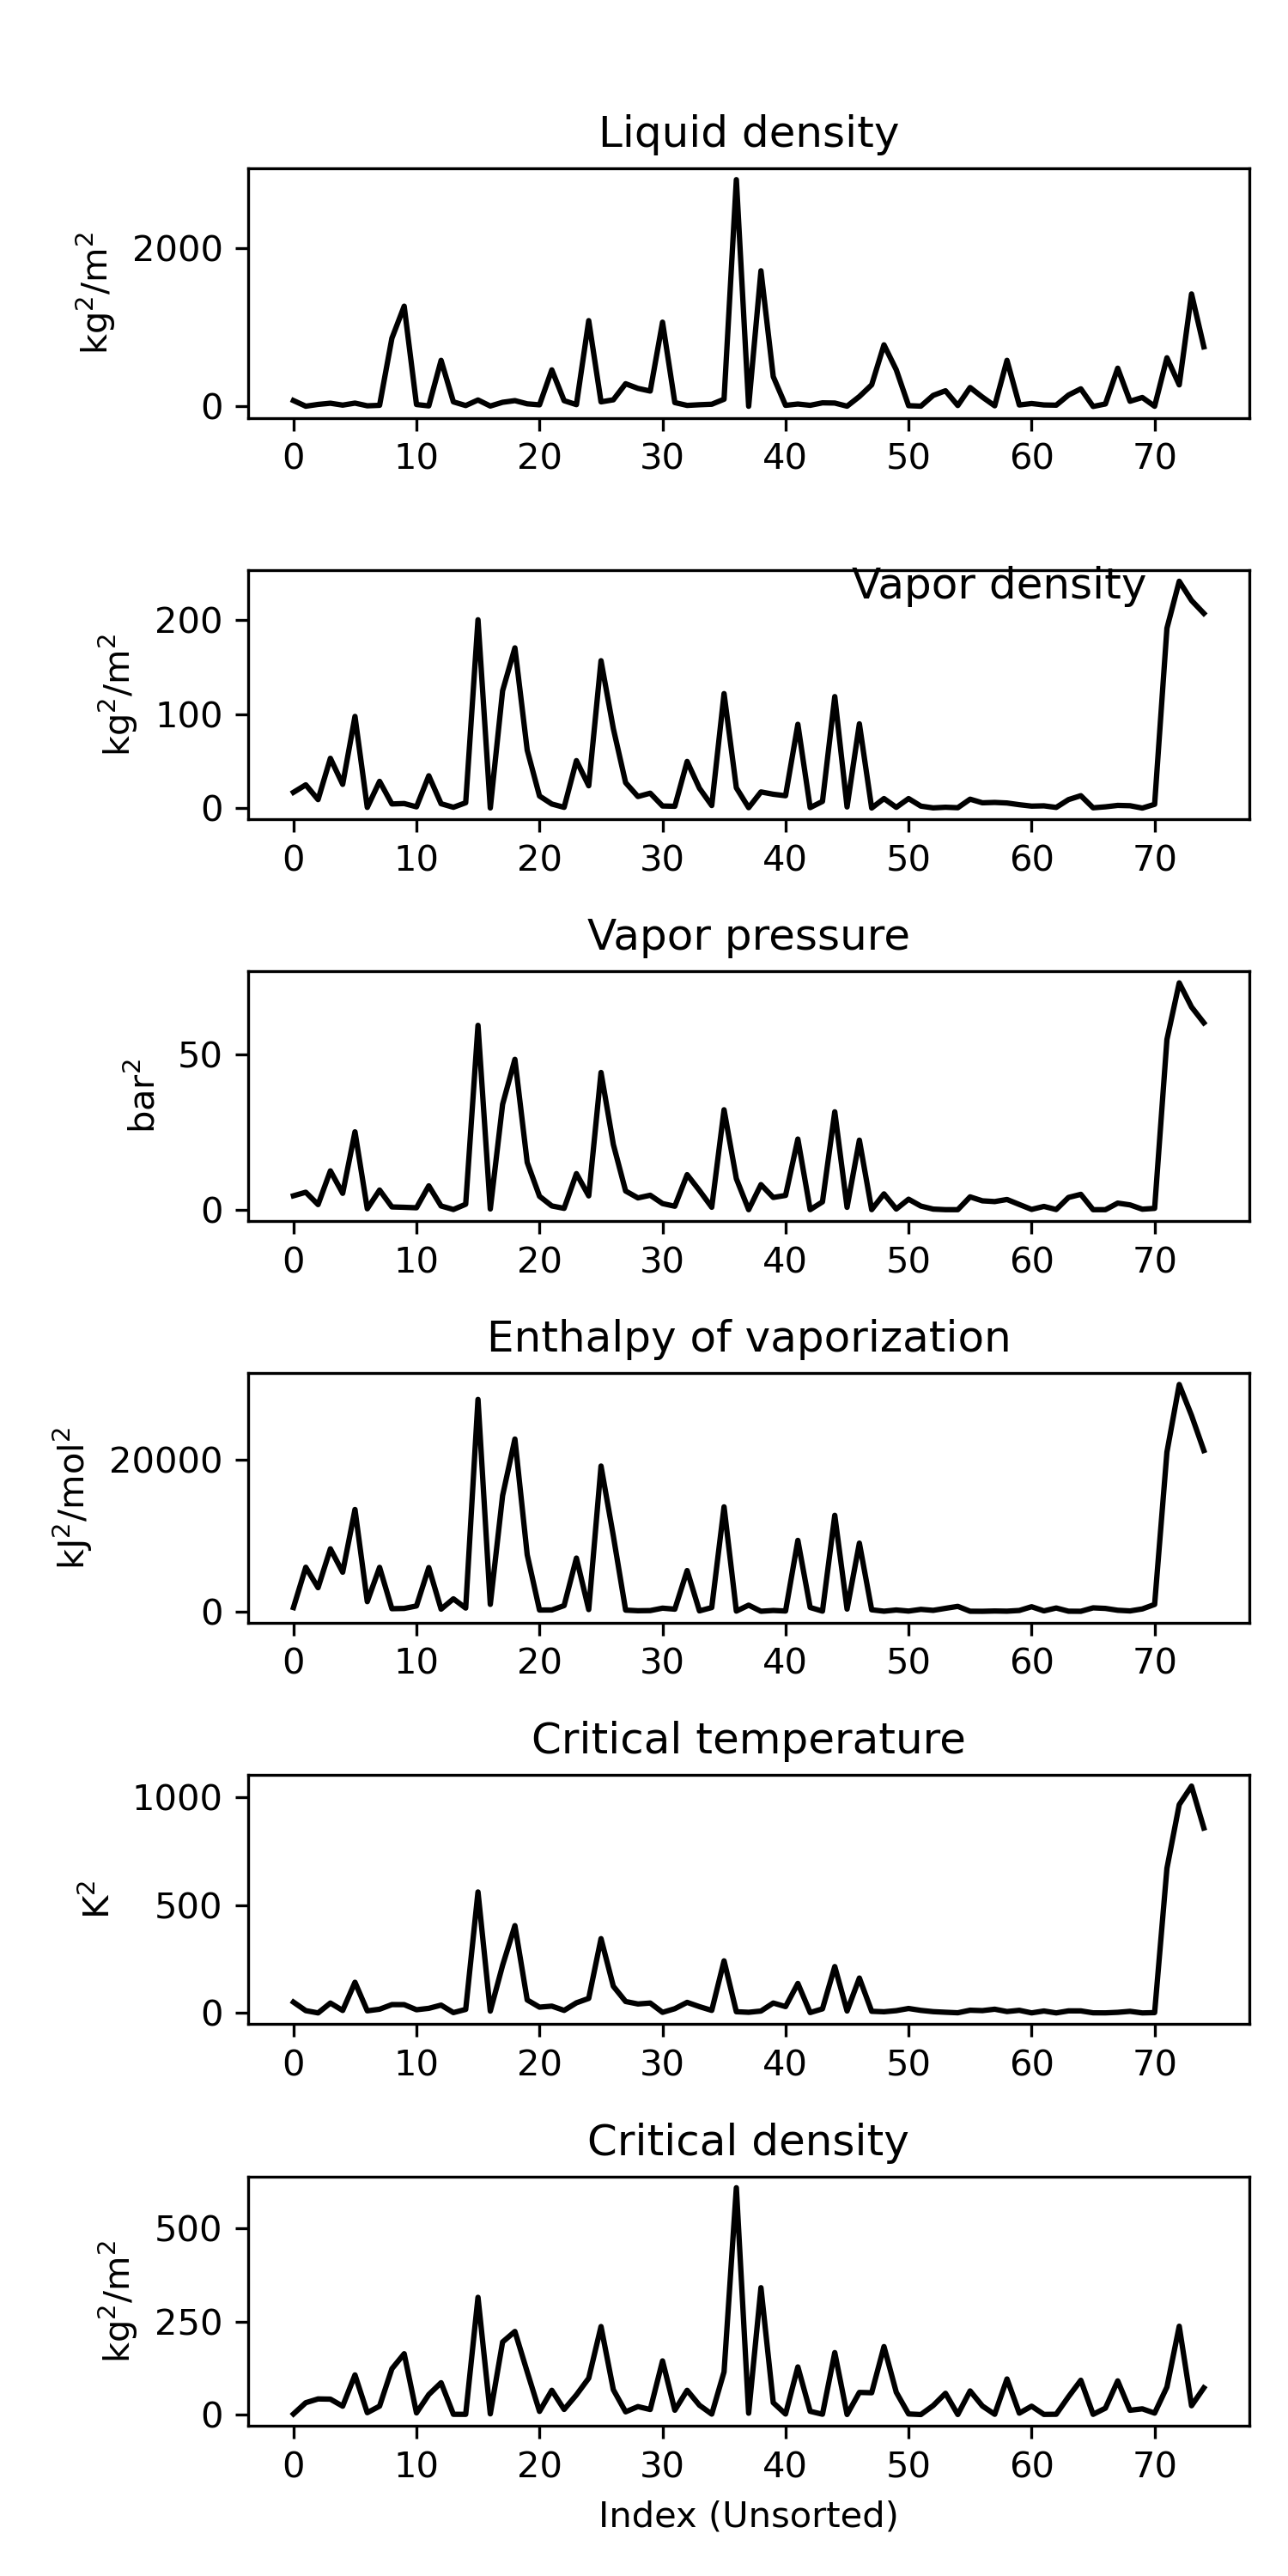 Liquid density
kg²/m²
2000
0
0 10 20 30 40 50 60 70
Vapor density
kg²/m²
200
100
0
0 10 20 30 40 50 60 70
Vapor pressure
bar²
50
0
0 10 20 30 40 50 60 70
Enthalpy of vaporization
kJ²/mol²
20000
0
0 10 20 30 40 50 60 70
Critical temperature
K²
1000
500
0
0 10 20 30 40 50 60 70
Critical density
kg²/m²
500
250
0
0 10 20 30 40 50 60 70
Index (Unsorted)